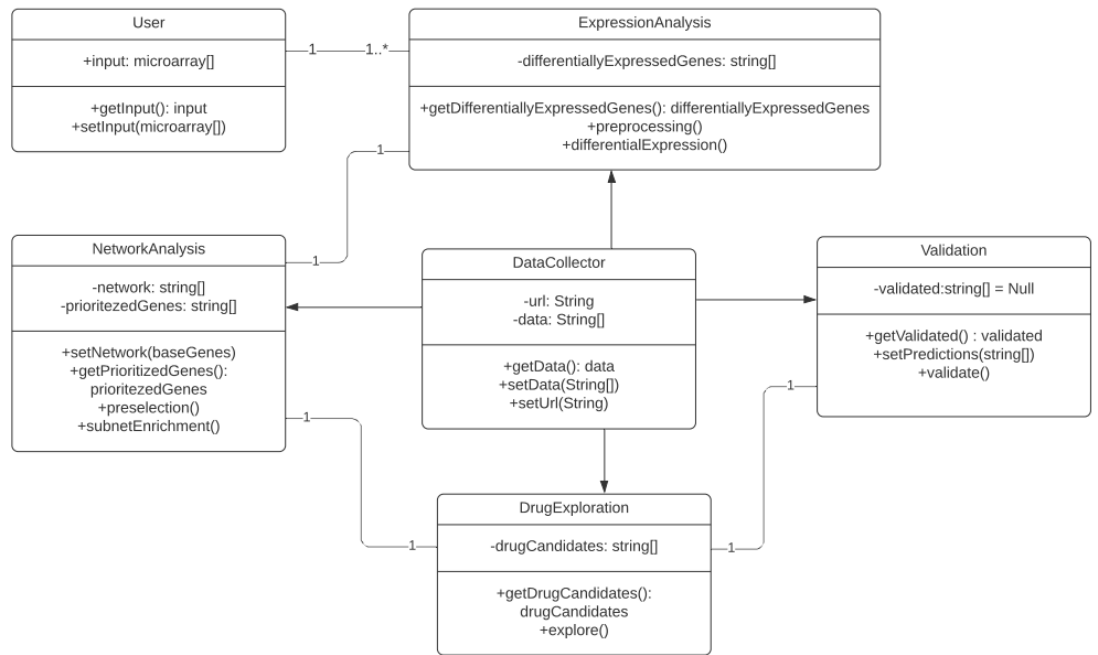 User
+input: microarray[]
+getInput(): input
+setInput(microarray[])
1
1..*
ExpressionAnalysis
-differentiallyExpressedGenes: string[]
+getDifferentiallyExpressedGenes(): differentiallyExpressedGenes
+preprocessing()
+differentialExpression()
1
1
NetworkAnalysis
-network: string[]
-prioritezedGenes: string[]
+setNetwork(baseGenes)
+getPrioritizedGenes():
prioritezedGenes
+preselection()
+subnetEnrichment()
1
1
DataCollector
-url: String
-data: String[]
+getData(): data
+setData(String[])
+setUrl(String)
Validation
-validated:string[] = Null
+getValidated() : validated
+setPredictions(string[])
+validate()
1
1
DrugExploration
-drugCandidates: string[]
+getDrugCandidates():
drugCandidates
+explore()